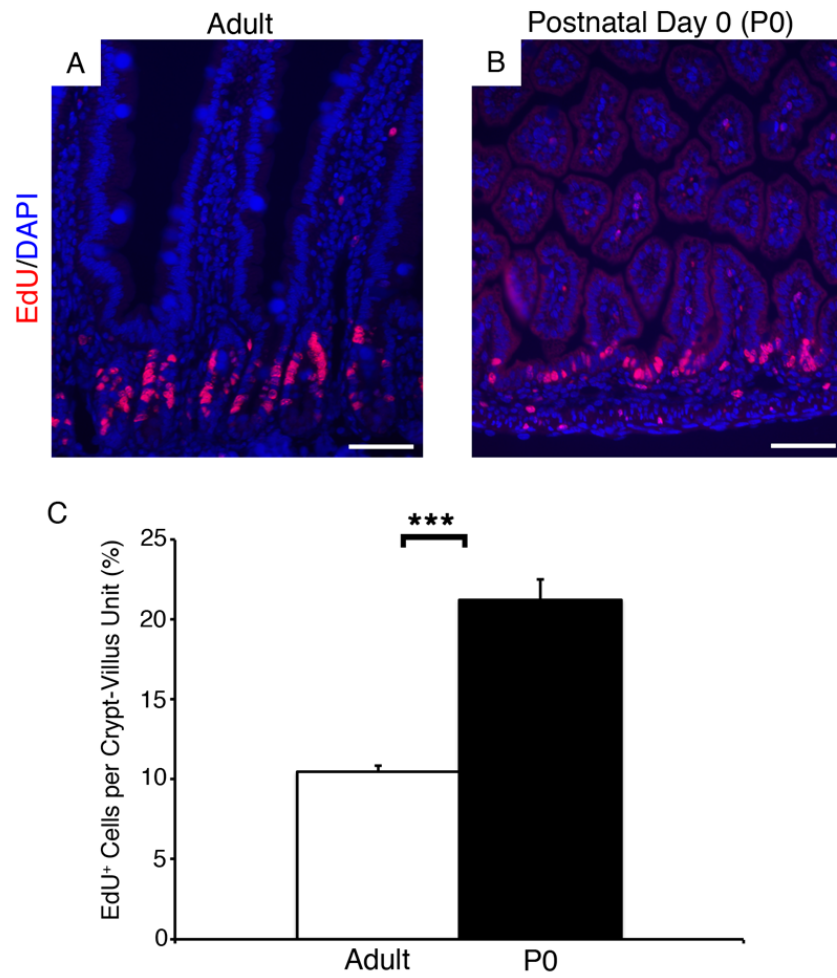 Adult
Postnatal Day 0 (P0)
A
B
EdU/DAPI
C
***
EdU⁺ Cells per Crypt-Villus Unit (%)
25
20
15
10
5
0
Adult
P0